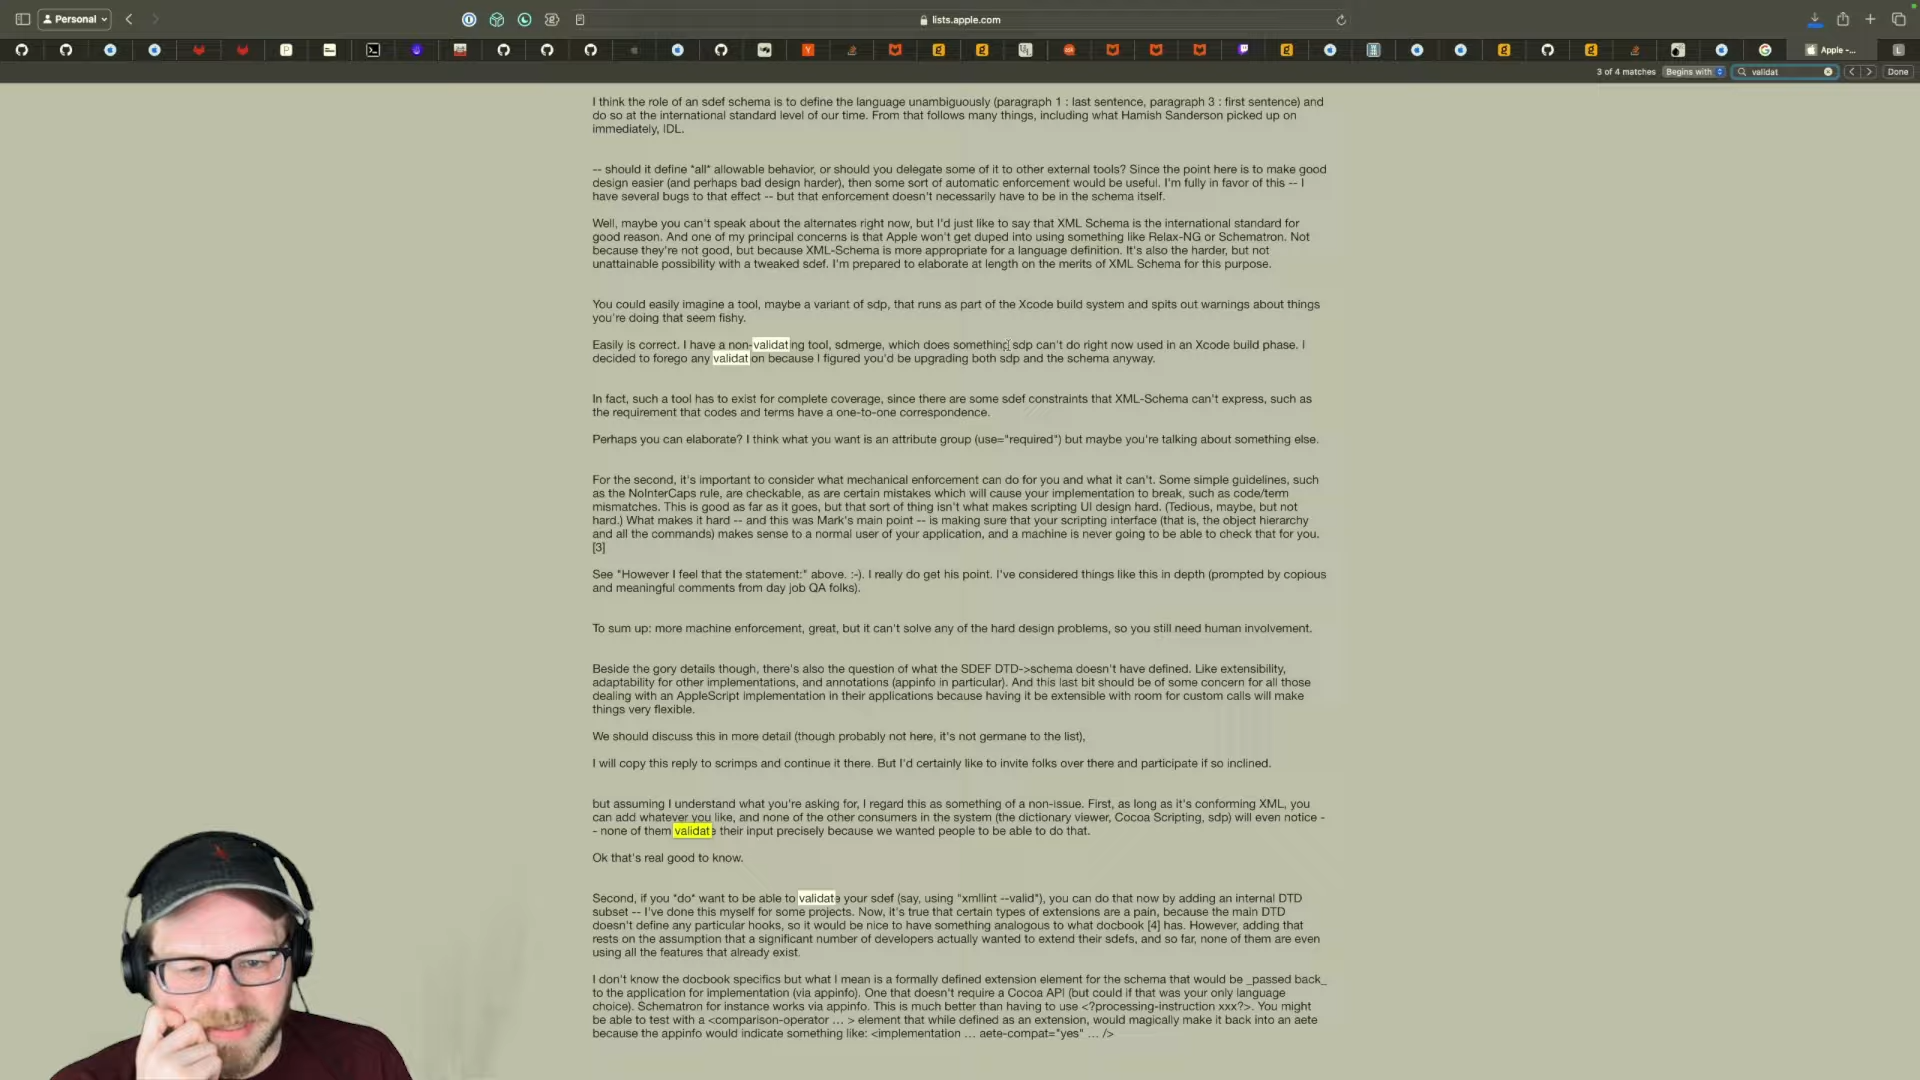 Personal
lists.apple.com
Apple -...
L
3 of 4 matches
Begins with
validat
Done
I think the role of an sdef schema is to define the language unambiguously (paragraph 1 : last sentence, paragraph 3 : first sentence) and
do so at the international standard level of our time. From that follows many things, including what Hamish Sanderson picked up on
immediately, IDL.
-- should it define *all* allowable behavior, or should you delegate some of it to other external tools? Since the point here is to make good
design easier (and perhaps bad design harder), then some sort of automatic enforcement would be useful. I'm fully in favor of this -- I
have several bugs to that effect -- but that enforcement doesn't necessarily have to be in the schema itself.
Well, maybe you can't speak about the alternates right now, but I'd just like to say that XML Schema is the international standard for
good reason. And one of my principal concerns is that Apple won't get duped into using something like Relax-NG or Schematron. Not
because they're not good, but because XML-Schema is more appropriate for a language definition. It's also the harder, but not
unattainable possibility with a tweaked sdef. I'm prepared to elaborate at length on the merits of XML Schema for this purpose.
You could easily imagine a tool, maybe a variant of sdp, that runs as part of the Xcode build system and spits out warnings about things
you're doing that seem fishy.
Easily is correct. I have a non-validating tool, sdmerge, which does something sdp can't do right now used in an Xcode build phase. I
decided to forego any validation because I figured you'd be upgrading both sdp and the schema anyway.
In fact, such a tool has to exist for complete coverage, since there are some sdef constraints that XML-Schema can't express, such as
the requirement that codes and terms have a one-to-one correspondence.
Perhaps you can elaborate? I think what you want is an attribute group (use="required") but maybe you're talking about something else.
For the second, it's important to consider what mechanical enforcement can do for you and what it can't. Some simple guidelines, such
as the NoInterCaps rule, are checkable, as are certain mistakes which will cause your implementation to break, such as code/term
mismatches. This is good as far as it goes, but that sort of thing isn't what makes scripting UI design hard. (Tedious, maybe, but not
hard.) What makes it hard -- and this was Mark's main point -- is making sure that your scripting interface (that is, the object hierarchy
and all the commands) makes sense to a normal user of your application, and a machine is never going to be able to check that for you.
[3]
See "However I feel that the statement:" above. :-). I really do get his point. I've considered things like this in depth (prompted by copious
and meaningful comments from day job QA folks).
To sum up: more machine enforcement, great, but it can't solve any of the hard design problems, so you still need human involvement.
Beside the gory details though, there's also the question of what the SDEF DTD->schema doesn't have defined. Like extensibility,
adaptability for other implementations, and annotations (appinfo in particular). And this last bit should be of some concern for all those
dealing with an AppleScript implementation in their applications because having it be extensible with room for custom calls will make
things very flexible.
We should discuss this in more detail (though probably not here, it's not germane to the list),
I will copy this reply to scrimps and continue it there. But I'd certainly like to invite folks over there and participate if so inclined.
but assuming I understand what you're asking for, I regard this as something of a non-issue. First, as long as it's conforming XML, you
can add whatever you like, and none of the other consumers in the system (the dictionary viewer, Cocoa Scripting, sdp) will even notice -
- none of them validate their input precisely because we wanted people to be able to do that.
Ok that's real good to know.
Second, if you *do* want to be able to validate your sdef (say, using "xmllint --valid"), you can do that now by adding an internal DTD
subset -- I've done this myself for some projects. Now, it's true that certain types of extensions are a pain, because the main DTD
doesn't define any particular hooks, so it would be nice to have something analogous to what docbook [4] has. However, adding that
rests on the assumption that a significant number of developers actually wanted to extend their sdefs, and so far, none of them are even
using all the features that already exist.
I don't know the docbook specifics but what I mean is a formally defined extension element for the schema that would be _passed back_
to the application for implementation (via appinfo). One that doesn't require a Cocoa API (but could if that was your only language
choice). Schematron for instance works via appinfo. This is much better than having to use <?processing-instruction xxx?>. You might
be able to test with a <comparison-operator ... > element that while defined as an extension, would magically make it back into an aete
because the appinfo would indicate something like: <implementation ... aete-compat="yes" ... />